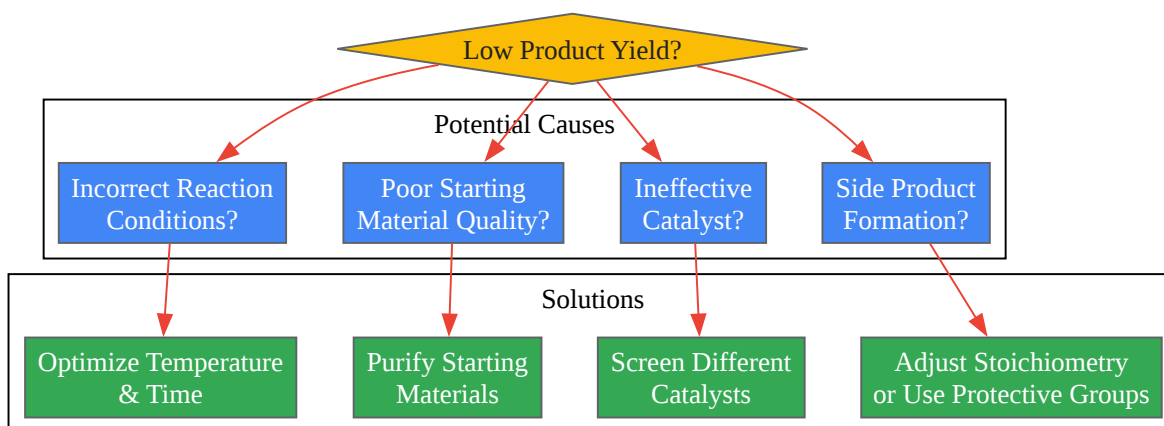 Low Product Yield?
Potential Causes
Incorrect Reaction
Conditions?
Poor Starting
Material Quality?
Ineffective
Catalyst?
Side Product
Formation?
Solutions
Optimize Temperature
& Time
Purify Starting
Materials
Screen Different
Catalysts
Adjust Stoichiometry
or Use Protective Groups